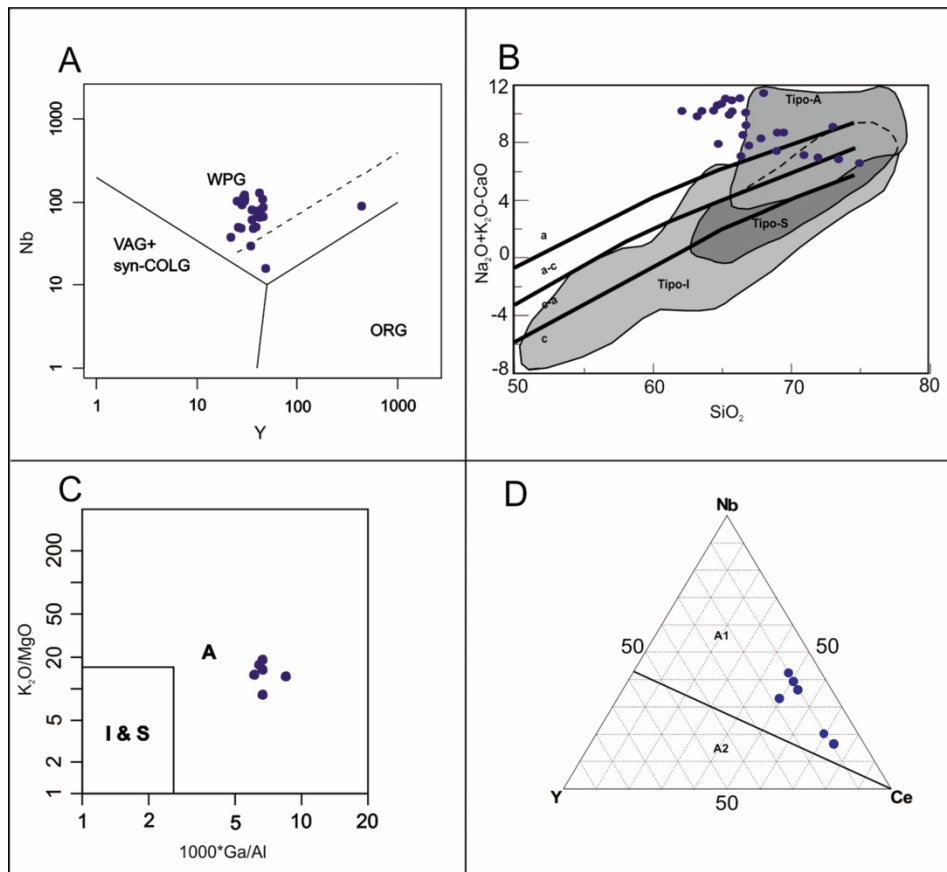 A
1000
100
10
1
Nb
WPG
VAG+
syn-COLG
ORG
1 10 100 1000
Y
B
12
8
4
0
-4
-8
Na₂O+K₂O-CaO
Tipo-A
Tipo-S
Tipo-I
a
a-c
c-a
c
50 60 70 80
SiO₂
C
200
50
20
5
2
1
K₂O/MgO
A
I & S
1 2 5 10 20
1000*Ga/Al
D
Nb
A1
50 50
A2
Y Ce
50